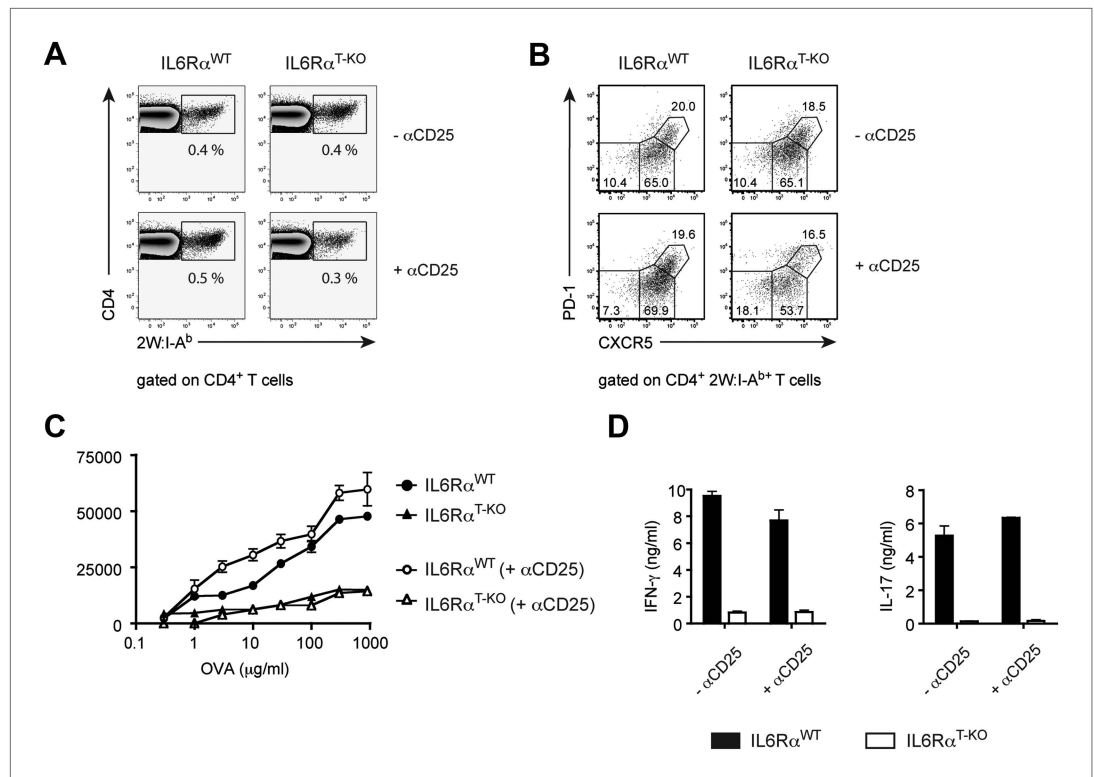 A
IL6Rα^WT IL6Rα^T-KO
0.4 % 0.4 %
- αCD25
0.5 % 0.3 %
+ αCD25
CD4
2W:I-A^b
gated on CD4^+ T cells
B
IL6Rα^WT IL6Rα^T-KO
20.0 18.5
10.4 65.0 10.4 65.1
- αCD25
19.6 16.5
7.3 69.9 18.1 53.7
+ αCD25
PD-1
CXCR5
gated on CD4^+ 2W:I-A^b+ T cells
C
75000
50000
25000
0
0.1 1 10 100 1000
OVA (μg/ml)
IL6Rα^WT
IL6Rα^T-KO
IL6Rα^WT (+ αCD25)
IL6Rα^T-KO (+ αCD25)
D
IFN-γ (ng/ml)
10
8
6
4
2
0
- αCD25
+ αCD25
IL-17 (ng/ml)
8
6
4
2
0
- αCD25
+ αCD25
IL6Rα^WT IL6Rα^T-KO